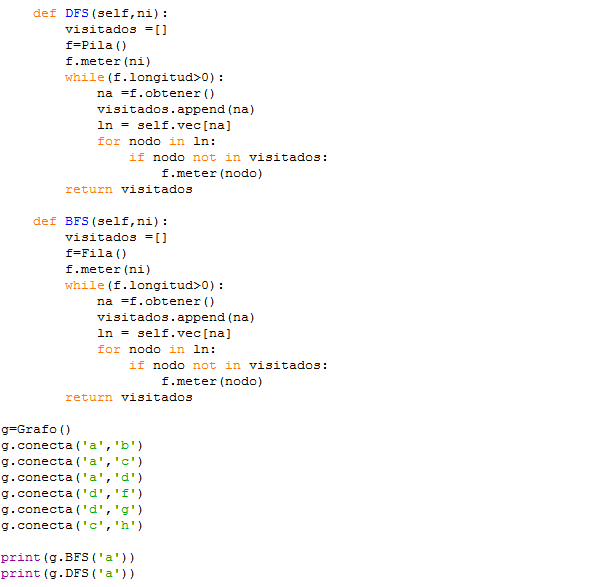 def DFS(self,ni):
        visitados =[]
        f=Pila()
        f.meter(ni)
        while(f.longitud>0):
            na =f.obtener()
            visitados.append(na)
            ln = self.vec[na]
            for nodo in ln:
                if nodo not in visitados:
                    f.meter(nodo)
        return visitados

    def BFS(self,ni):
        visitados =[]
        f=Fila()
        f.meter(ni)
        while(f.longitud>0):
            na =f.obtener()
            visitados.append(na)
            ln = self.vec[na]
            for nodo in ln:
                if nodo not in visitados:
                    f.meter(nodo)
        return visitados

g=Grafo()
g.conecta('a','b')
g.conecta('a','c')
g.conecta('a','d')
g.conecta('d','f')
g.conecta('d','g')
g.conecta('c','h')

print(g.BFS('a'))
print(g.DFS('a'))